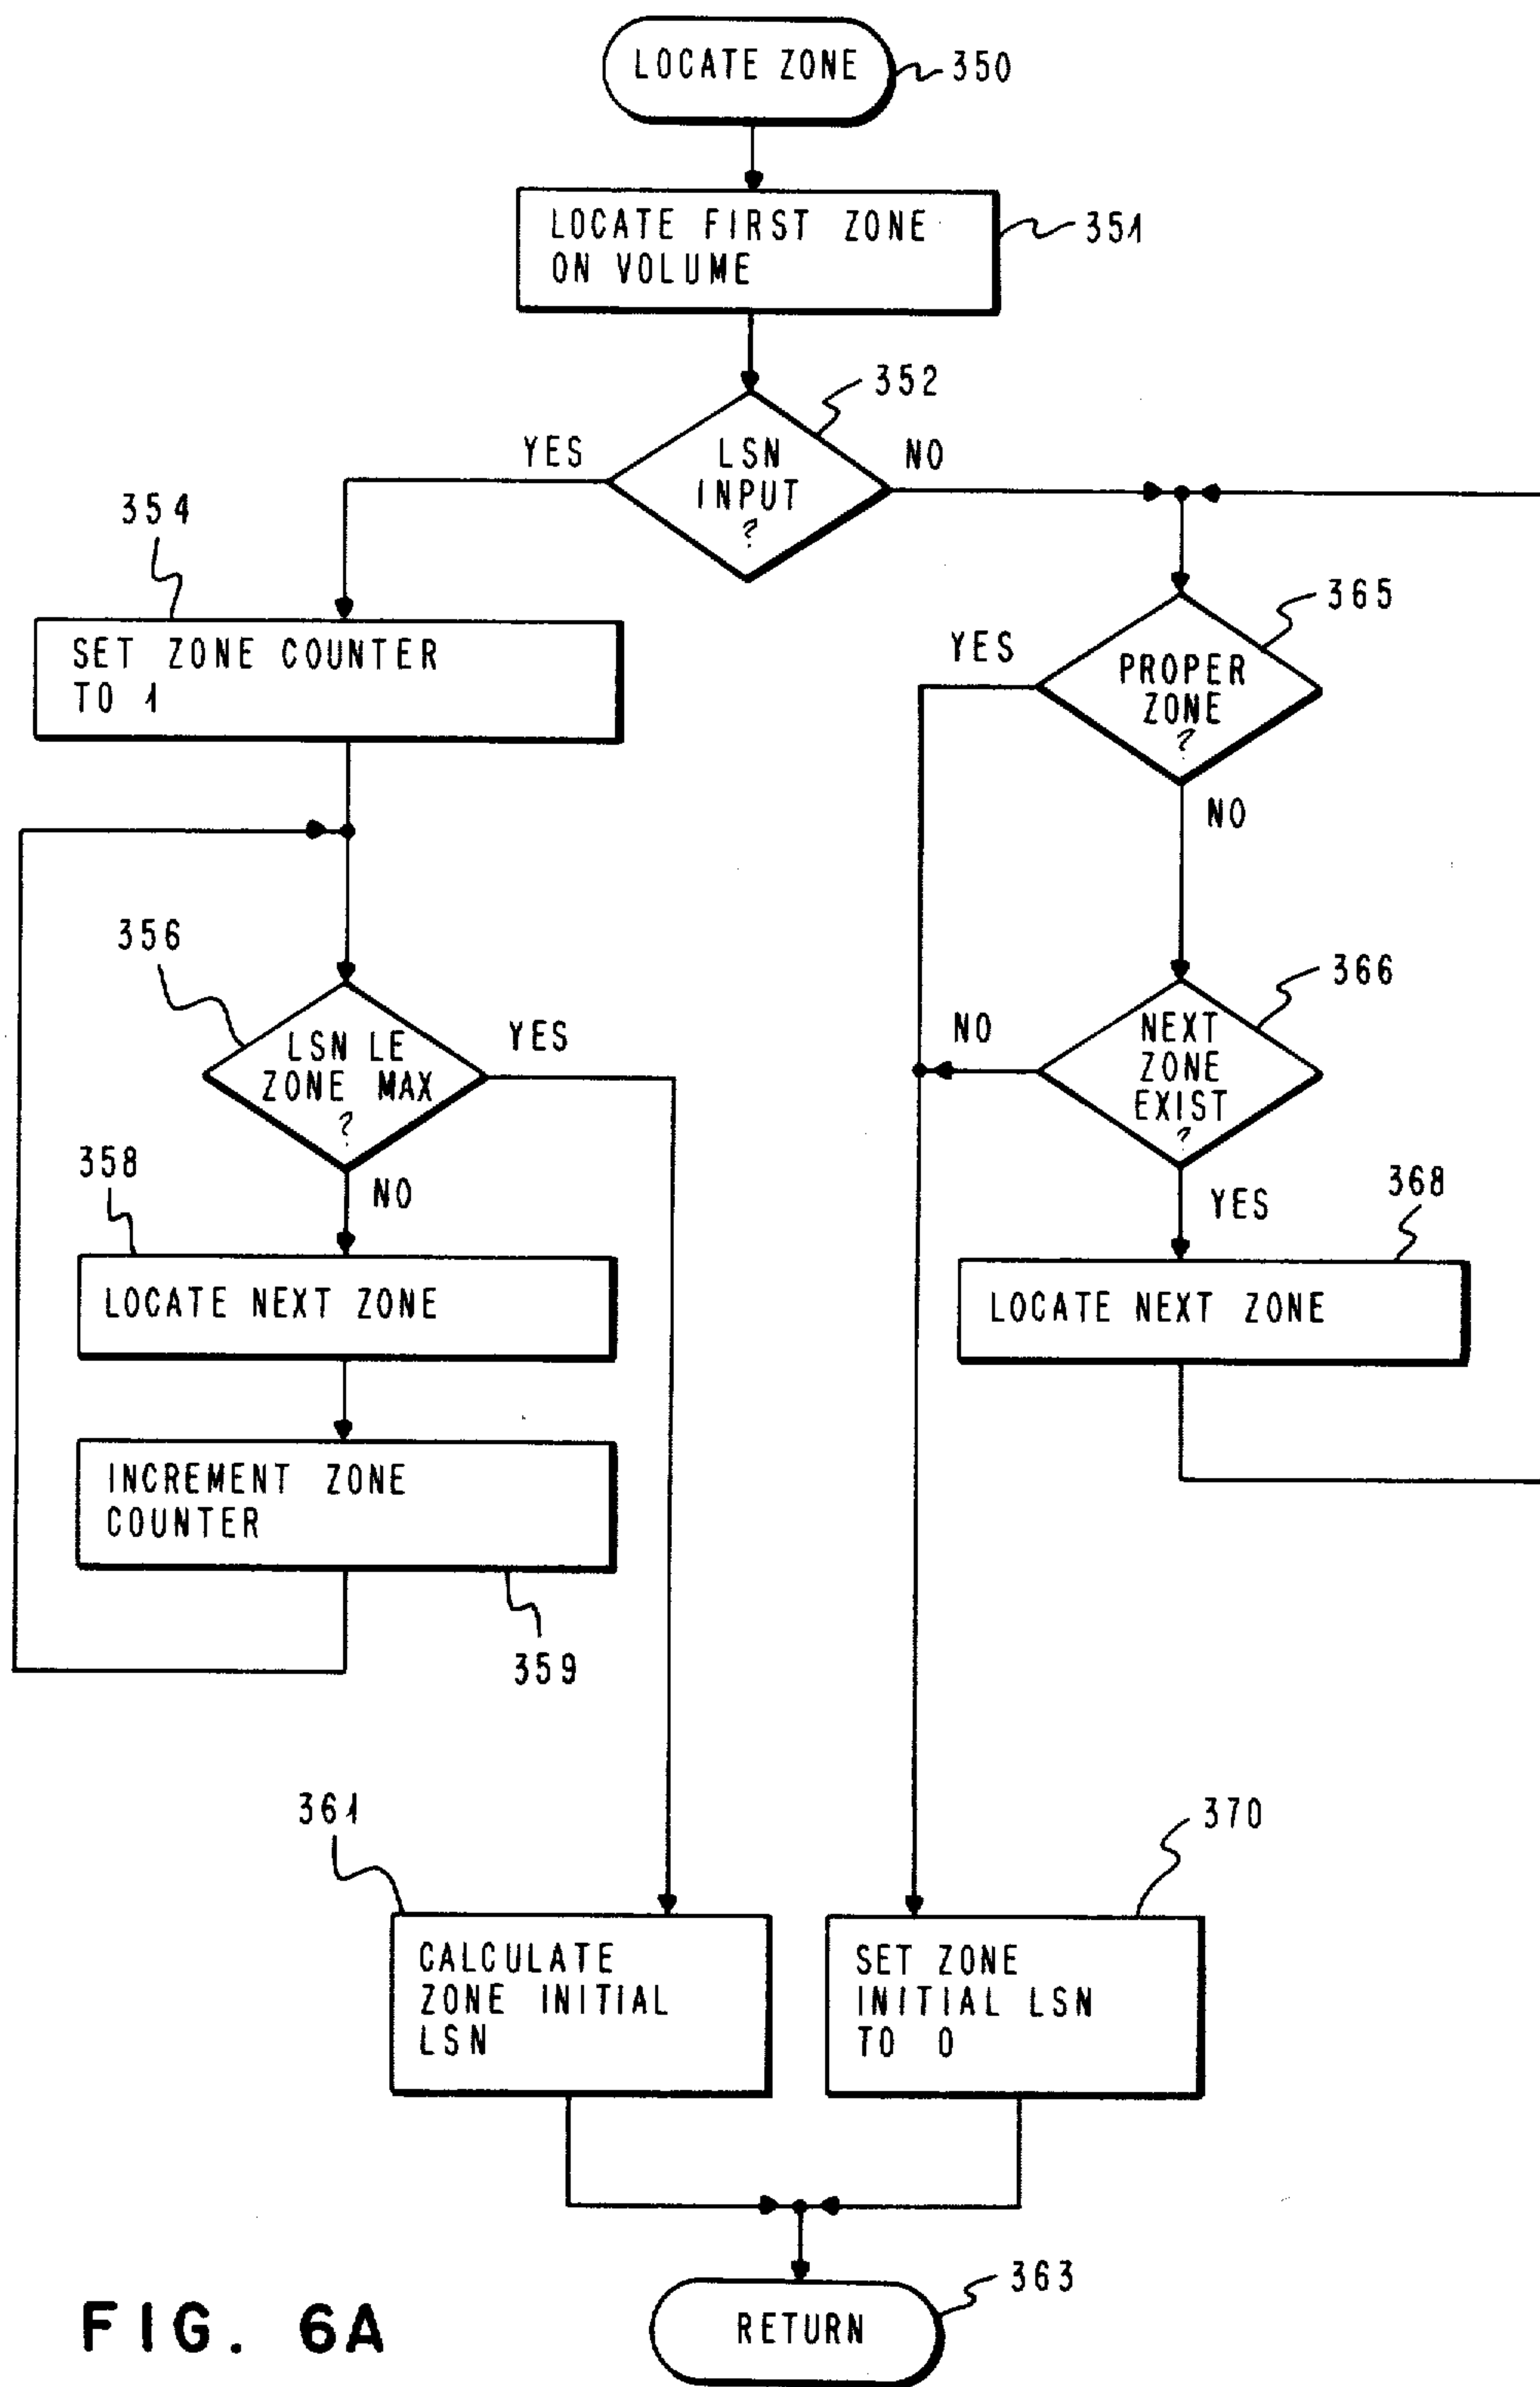 LOCATE ZONE
350
LOCATE FIRST ZONE
ON VOLUME
351
352
YES
LSN
INPUT
?
NO
354
SET ZONE COUNTER
TO 1
365
YES
PROPER
ZONE
?
NO
356
LSN LE
ZONE MAX
?
YES
NO
366
NO
NEXT
ZONE
EXIST
?
YES
358
LOCATE NEXT ZONE
368
LOCATE NEXT ZONE
INCREMENT ZONE
COUNTER
359
361
CALCULATE
ZONE INITIAL
LSN
370
SET ZONE
INITIAL LSN
TO 0
363
RETURN
FIG. 6A